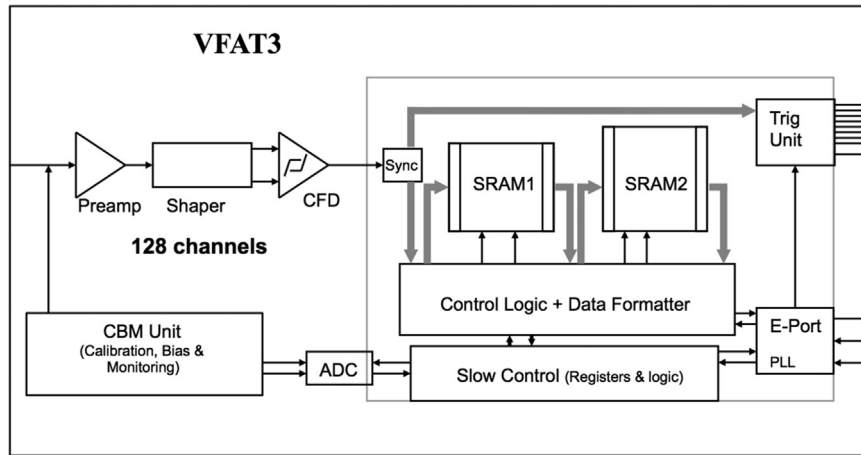 VFAT3
Trig
Unit
Sync
SRAM1
SRAM2
Preamp
Shaper
CFD
128 channels
Control Logic + Data Formatter
CBM Unit
(Calibration, Bias &
Monitoring)
ADC
Slow Control (Registers & logic)
E-Port
PLL